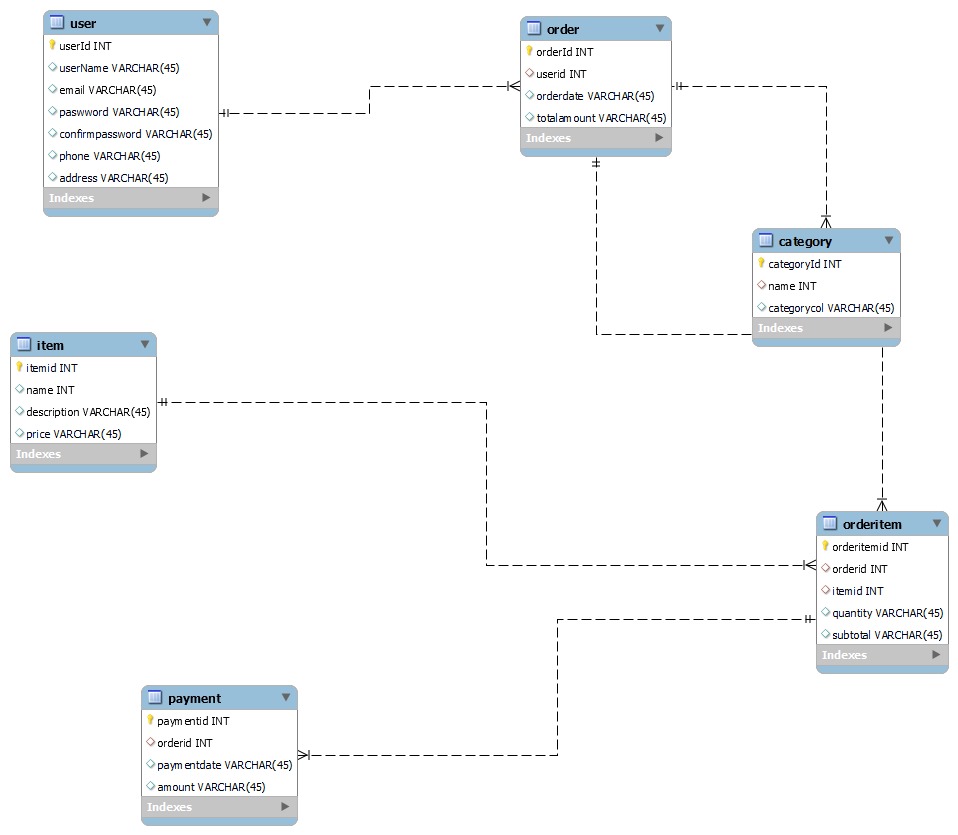 user
userId INT
userName VARCHAR(45)
email VARCHAR(45)
paswword VARCHAR(45)
confirmpassword VARCHAR(45)
phone VARCHAR(45)
address VARCHAR(45)
Indexes
order
orderId INT
userid INT
orderdate VARCHAR(45)
totalamount VARCHAR(45)
Indexes
category
categoryId INT
name INT
categorycol VARCHAR(45)
Indexes
item
itemid INT
name INT
description VARCHAR(45)
price VARCHAR(45)
Indexes
orderitem
orderitemid INT
orderid INT
itemid INT
quantity VARCHAR(45)
subtotal VARCHAR(45)
Indexes
payment
paymentid INT
orderid INT
paymentdate VARCHAR(45)
amount VARCHAR(45)
Indexes